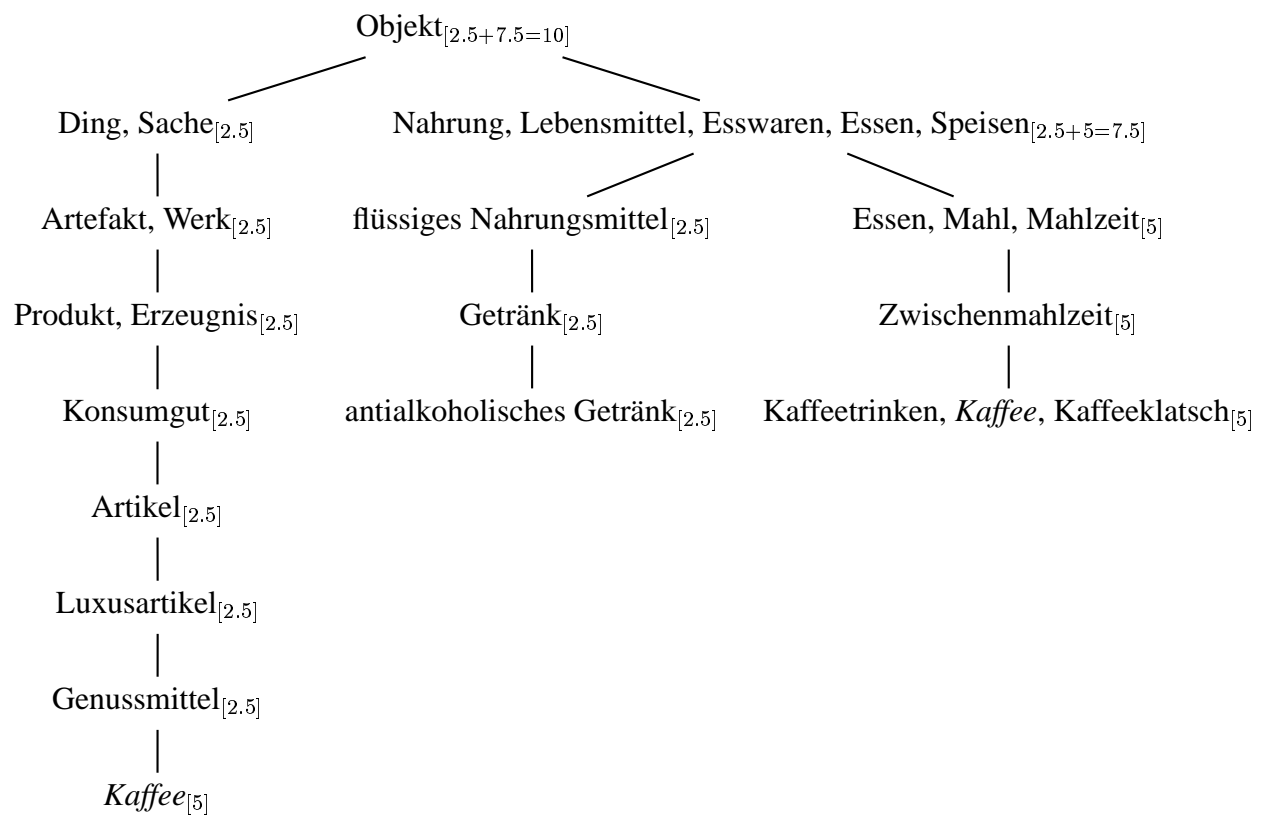 Objekt[2.5+7.5=10]
Ding, Sache[2.5] Nahrung, Lebensmittel, Esswaren, Essen, Speisen[2.5+5=7.5]
Artefakt, Werk[2.5] flüssiges Nahrungsmittel[2.5] Essen, Mahl, Mahlzeit[5]
Produkt, Erzeugnis[2.5] Getränk[2.5] Zwischenmahlzeit[5]
Konsumgut[2.5] antialkoholisches Getränk[2.5] Kaffeetrinken, Kaffee, Kaffeeklatsch[5]
Artikel[2.5]
Luxusartikel[2.5]
Genussmittel[2.5]
Kaffee[5]